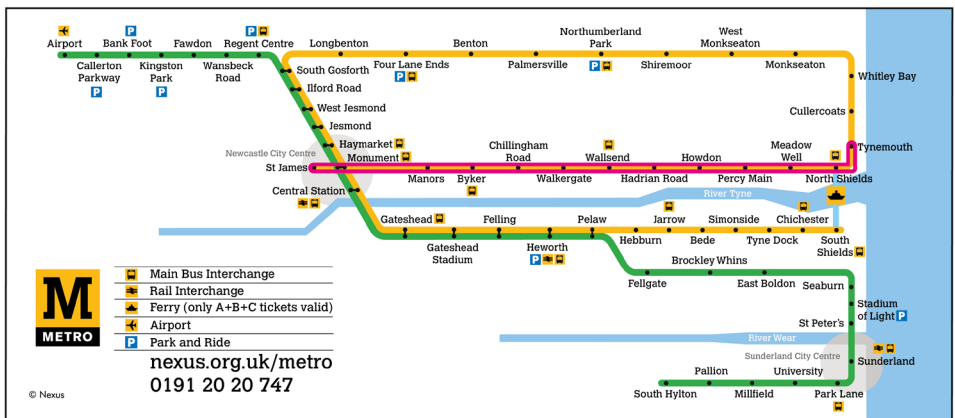 Airport
Bank Foot
Fawdon
Regent Centre
Callerton
Parkway
Kingston
Park
Wansbeck
Road
Longbenton
Four Lane Ends
Benton
Palmersville
Northumberland
Park
Shiremoor
West
Monkseaton
Monkseaton
South Gosforth
Ilford Road
West Jesmond
Jesmond
Haymarket
Monument
Newcastle City Centre
St James
Central Station
Whitley Bay
Cullercoats
Tynemouth
Manors
Byker
Chillingham
Road
Walkergate
Wallsend
Hadrian Road
Howdon
Percy Main
Meadow
Well
North Shields
River Tyne
Gateshead
Gateshead
Stadium
Felling
Heworth
Pelaw
Hebburn
Jarrow
Bede
Simonside
Tyne Dock
Chichester
South
Shields
Fellgate
Brockley Whins
East Boldon
Seaburn
Stadium
of Light
St Peter's
River Wear
Sunderland City Centre
Sunderland
South Hylton
Pallion
Millfield
University
Park Lane
M
METRO
Main Bus Interchange
Rail Interchange
Ferry (only A+B+C tickets valid)
Airport
P Park and Ride
nexus.org.uk/metro
0191 20 20 747
© Nexus